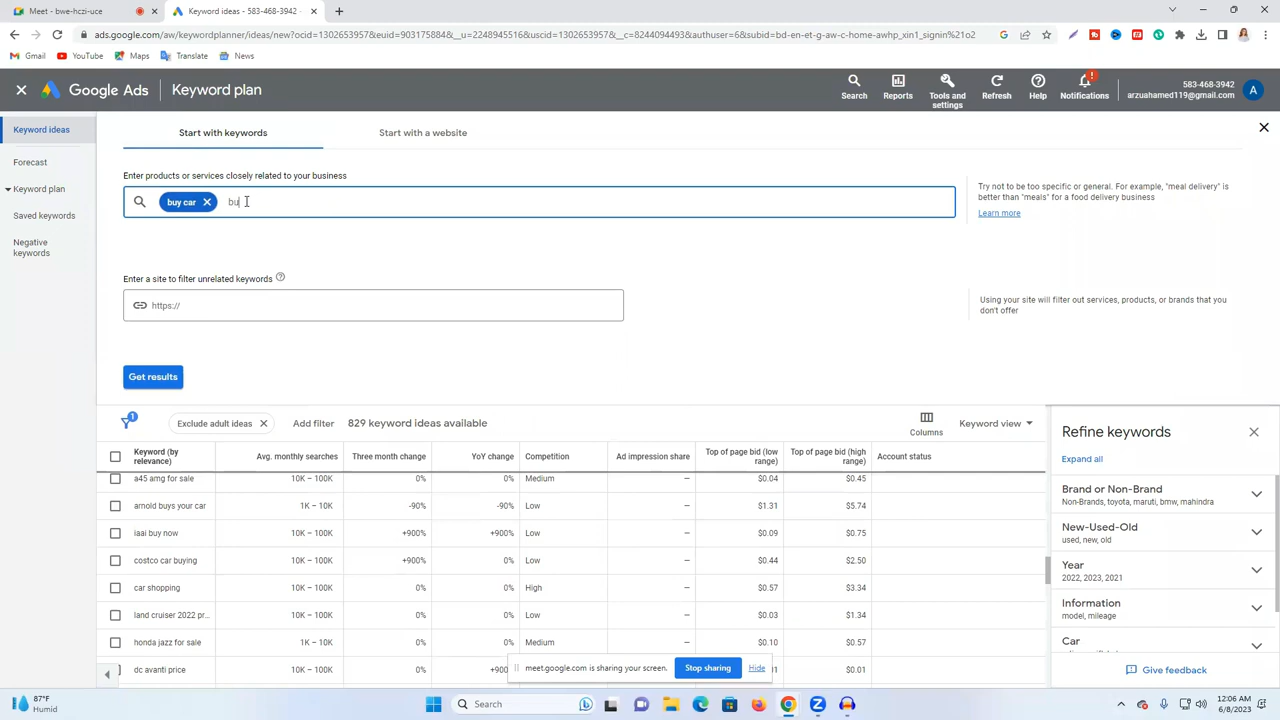 Meet - bwe-hczi-uce
Keyword ideas - 583-468-3942 -
ads.google.com/aw/keywordplanner/ideas/new?ocid=1302653957&euid=903175884&__u=2248945516&uscid=1302653957&__c=8244094493&authuser=6&subid=bd-en-et-g-aw-c-home-awhp_xin1_signin%21o2
Gmail YouTube Maps Translate News
Google Ads Keyword plan
Search Reports Tools and settings Refresh Help Notifications
583-468-3942
arzuahamed119@gmail.com
A
Keyword ideas
Forecast
Keyword plan
Saved keywords
Negative
keywords
Start with keywords Start with a website
Enter products or services closely related to your business
buy car bu
Try not to be too specific or general. For example, "meal delivery" is
better than "meals" for a food delivery business
Learn more
Enter a site to filter unrelated keywords
https://
Using your site will filter out services, products, or brands that you
don't offer
Get results
1 Exclude adult ideas Add filter 829 keyword ideas available Columns Keyword view
Keyword (by relevance) Avg. monthly searches Three month change YoY change Competition Ad impression share Top of page bid (low range) Top of page bid (high range) Account status
a45 amg for sale 10K – 100K 0% 0% Medium — $0.04 $0.45
arnold buys your car 1K – 10K -90% -90% Low — $1.31 $5.74
iaai buy now 10K – 100K +900% +900% Low — $0.09 $0.75
costco car buying 10K – 100K +900% 0% Low — $0.44 $2.50
car shopping 10K – 100K 0% 0% High — $0.57 $3.34
land cruiser 2022 pr... 10K – 100K 0% 0% Low — $0.03 $1.34
honda jazz for sale 1K – 10K 0% 0% Medium — $0.10 $0.57
dc avanti price 10K – 100K 0% $0.01
Refine keywords
Expand all
Brand or Non-Brand
Non-Brands, toyota, maruti, bmw, mahindra
New-Used-Old
used, new, old
Year
2022, 2023, 2021
Information
model, mileage
Car
Give feedback
meet.google.com is sharing your screen. Stop sharing Hide
87°F
Humid
Search
12:06 AM
6/8/2023